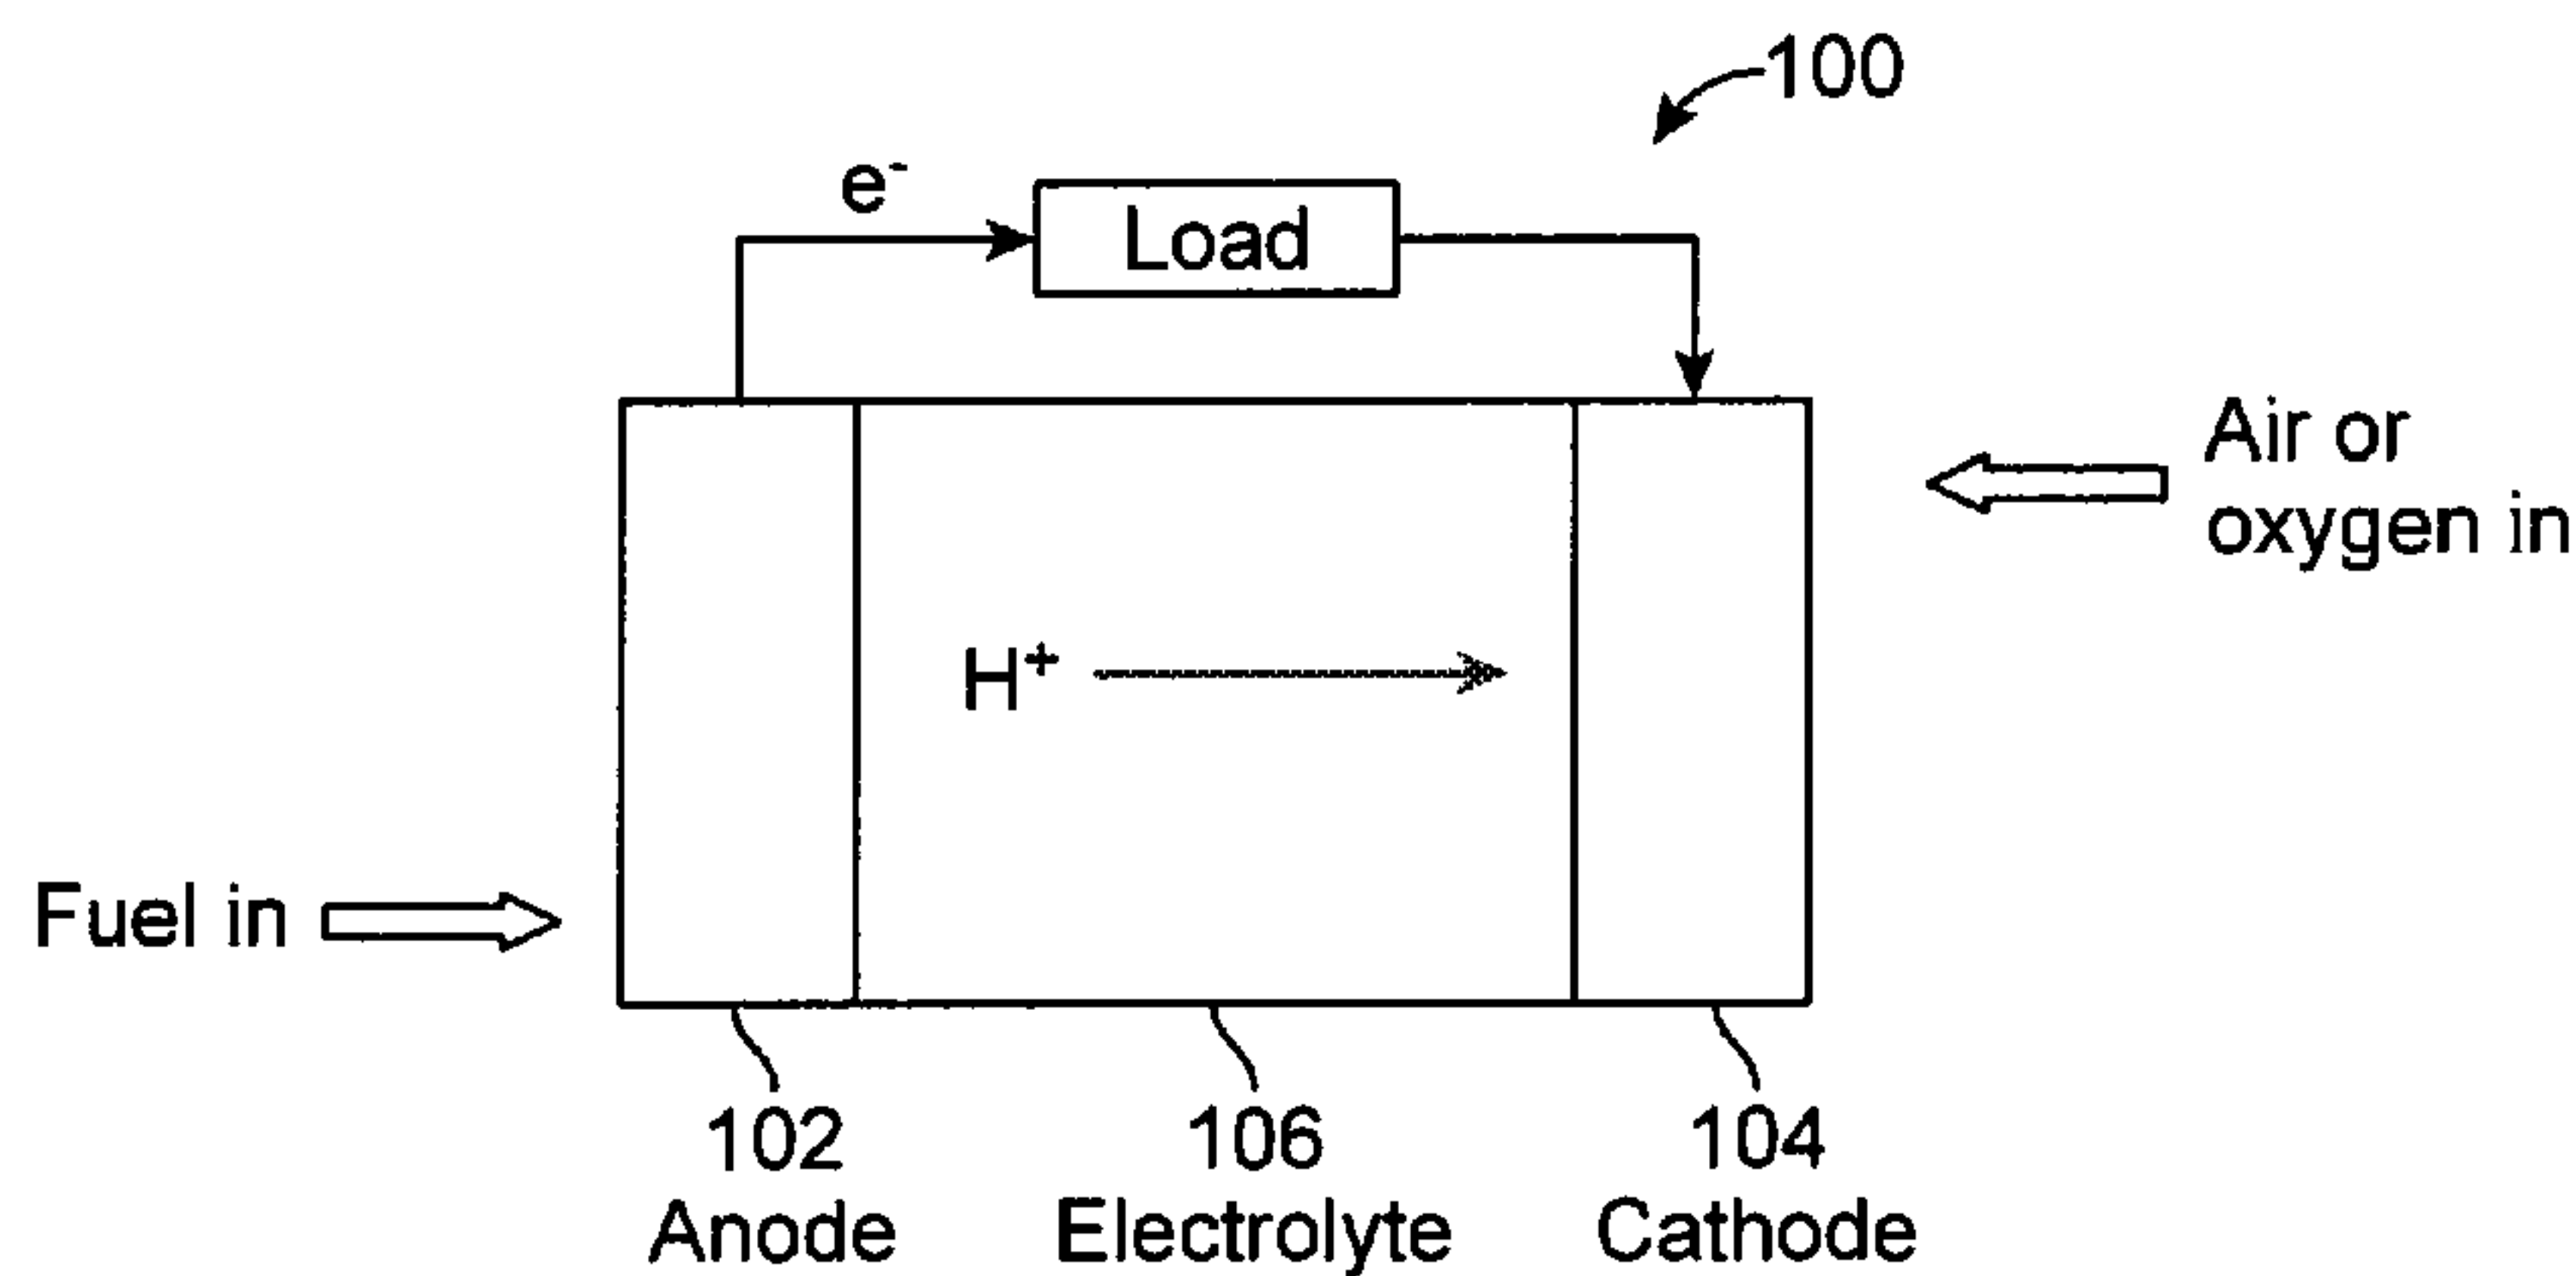 100
e-
Load
Air or
oxygen in
H+
Fuel in
102
Anode
106
Electrolyte
104
Cathode